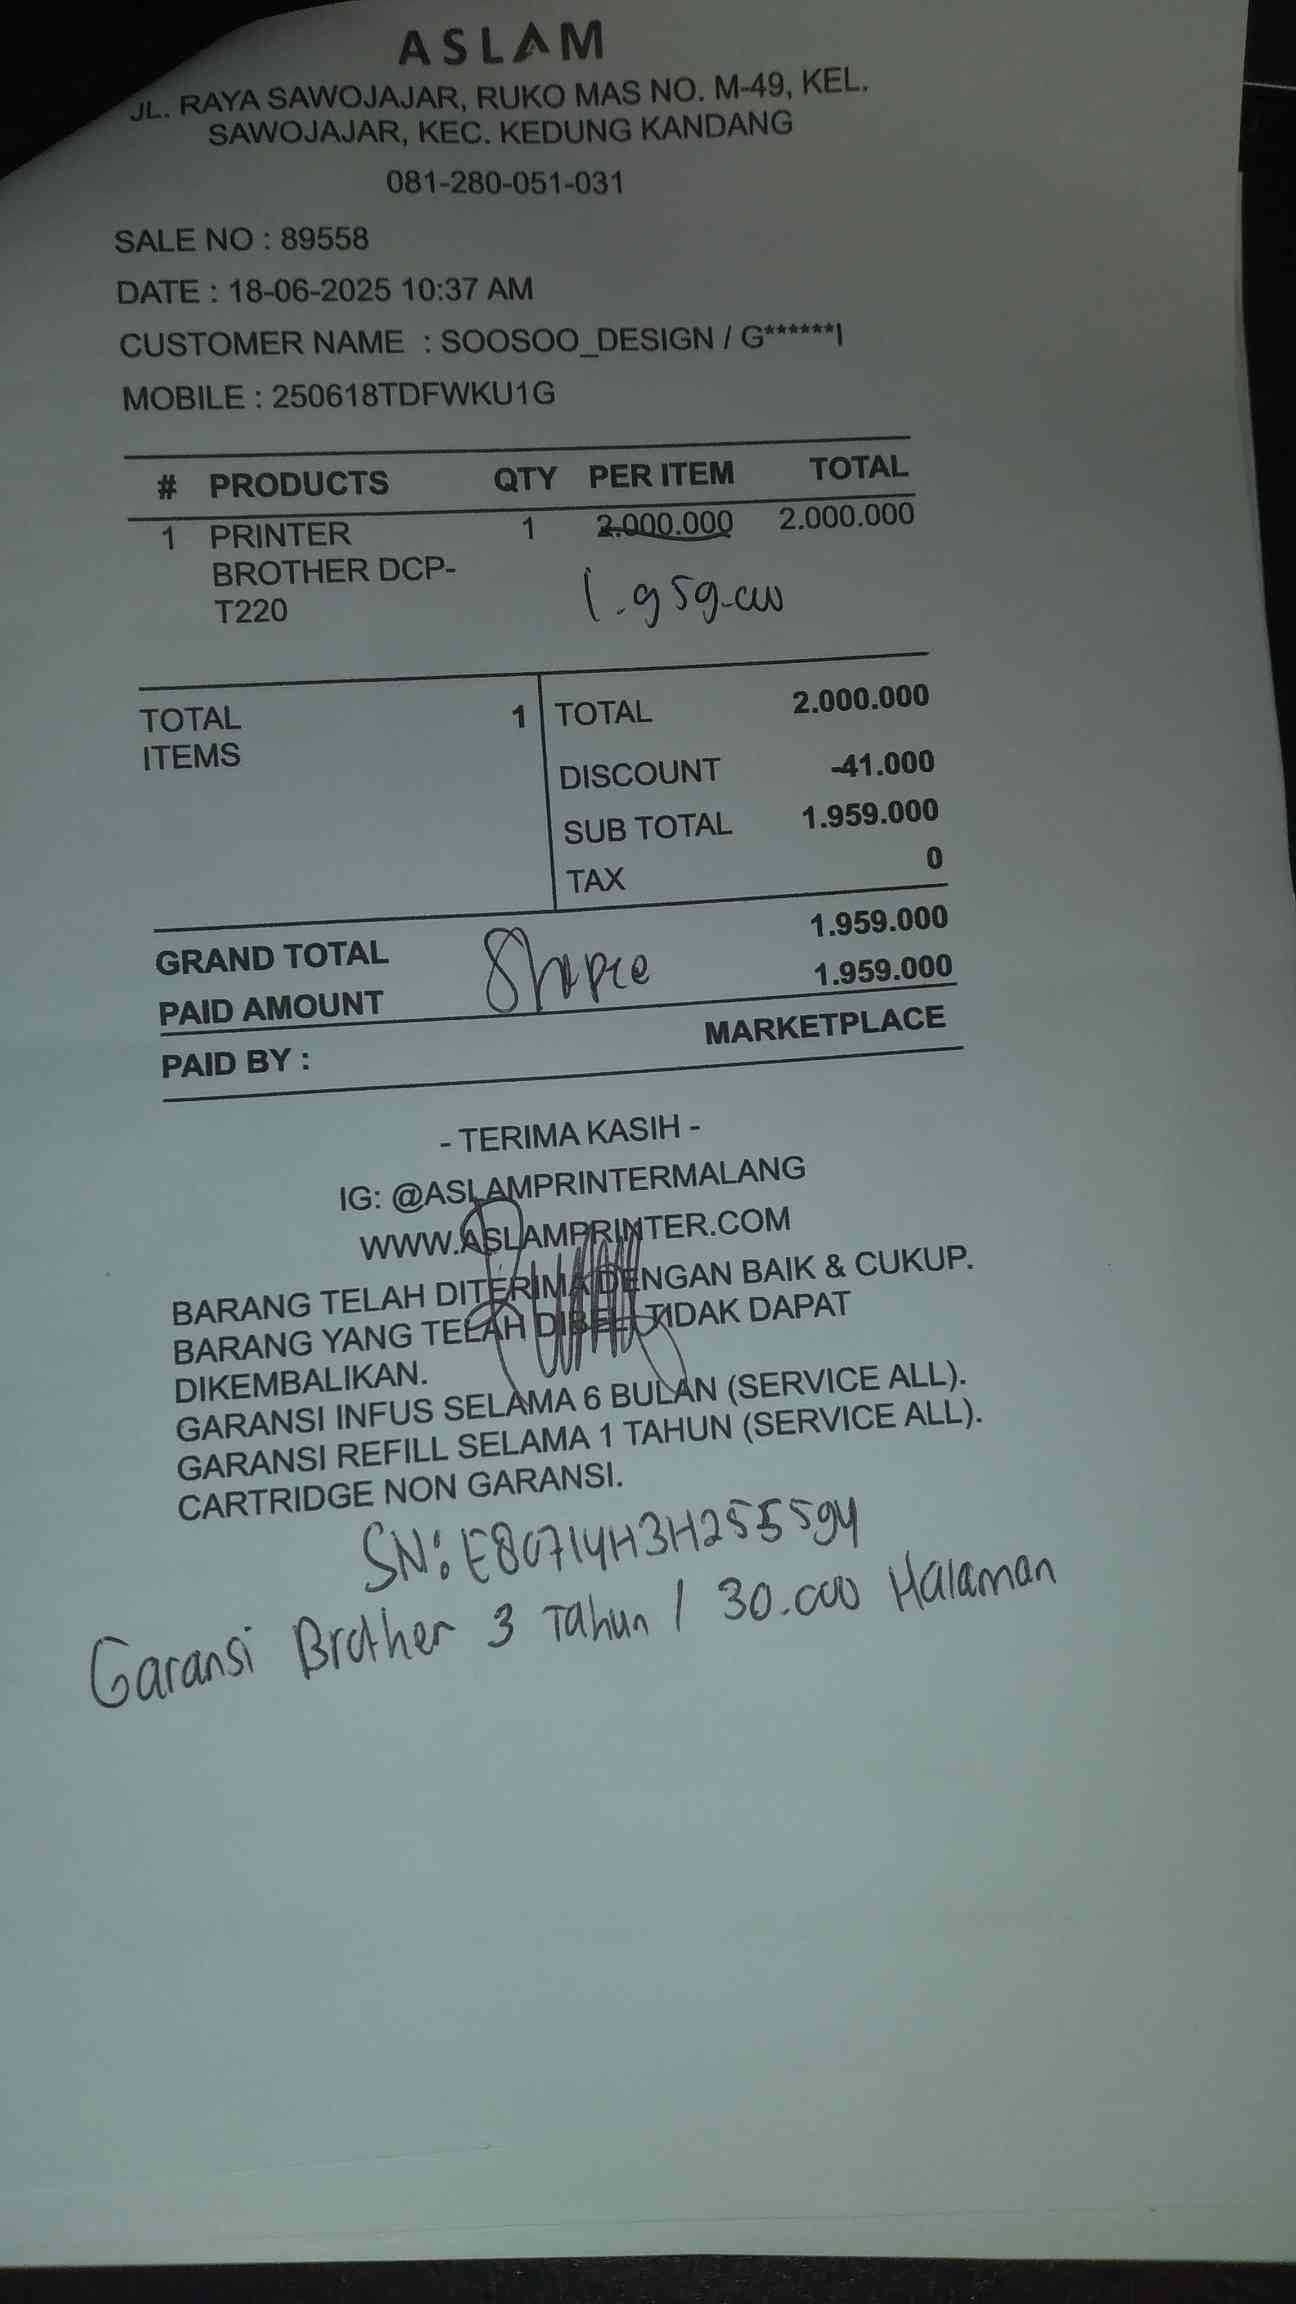 ASLAM
JL. RAYA SAWOJAJAR, RUKO MAS NO. M-49, KEL.
SAWOJAJAR, KEC. KEDUNG KANDANG
081-280-051-031
SALE NO : 89558
DATE : 18-06-2025 10:37 AM
CUSTOMER NAME : SOOSOO_DESIGN / G******I
MOBILE : 250618TDFWKU1G
# PRODUCTS QTY PER ITEM TOTAL
1 PRINTER 1 2.000.000 2.000.000
BROTHER DCP-
T220
1.959.000
TOTAL 1 TOTAL 2.000.000
ITEMS
DISCOUNT -41.000
SUB TOTAL 1.959.000
TAX 0
GRAND TOTAL 1.959.000
Shopee
PAID AMOUNT 1.959.000
PAID BY : MARKETPLACE
- TERIMA KASIH -
IG: @ASLAMPRINTERMALANG
WWW.ASLAMPRINTER.COM
BARANG TELAH DITERIMA DENGAN BAIK & CUKUP.
BARANG YANG TELAH DIBELI TIDAK DAPAT
DIKEMBALIKAN.
GARANSI INFUS SELAMA 6 BULAN (SERVICE ALL).
GARANSI REFILL SELAMA 1 TAHUN (SERVICE ALL).
CARTRIDGE NON GARANSI.
SN: E80714H3H255594
Garansi Brother 3 Tahun / 30.000 Halaman